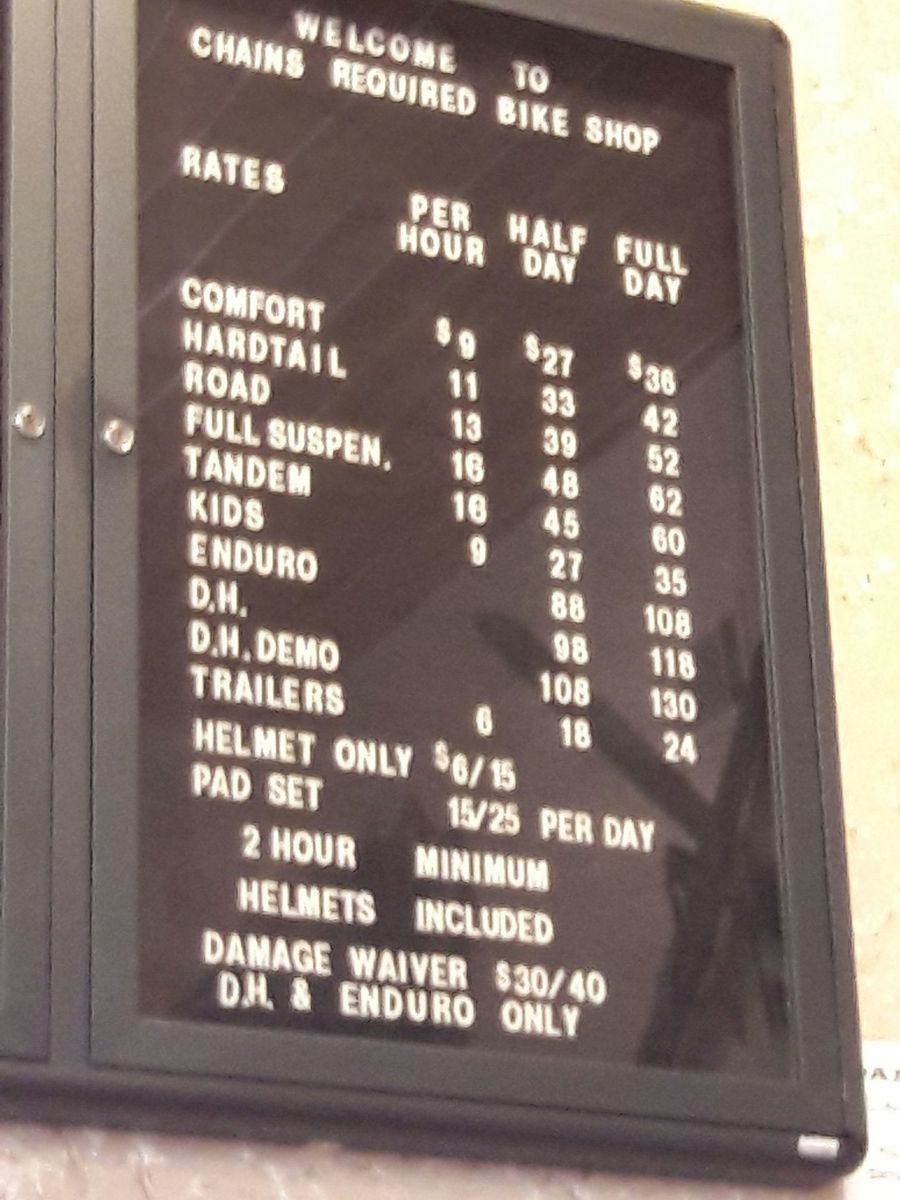 WELCOME TO
CHAINS REQUIRED BIKE SHOP
RATES
PER HOUR HALF DAY FULL DAY
COMFORT $9 $27 $36
HARDTAIL 11 33 42
ROAD 13 39 52
FULL SUSPEN. 16 48 62
TANDEM 16 45 60
KIDS 9 27 35
ENDURO 88 108
D.H. 98 118
D.H. DEMO 108 130
TRAILERS 6 18 24
HELMET ONLY $6/15
PAD SET 15/25 PER DAY
2 HOUR MINIMUM
HELMETS INCLUDED
DAMAGE WAIVER $30/40
D.H. & ENDURO ONLY